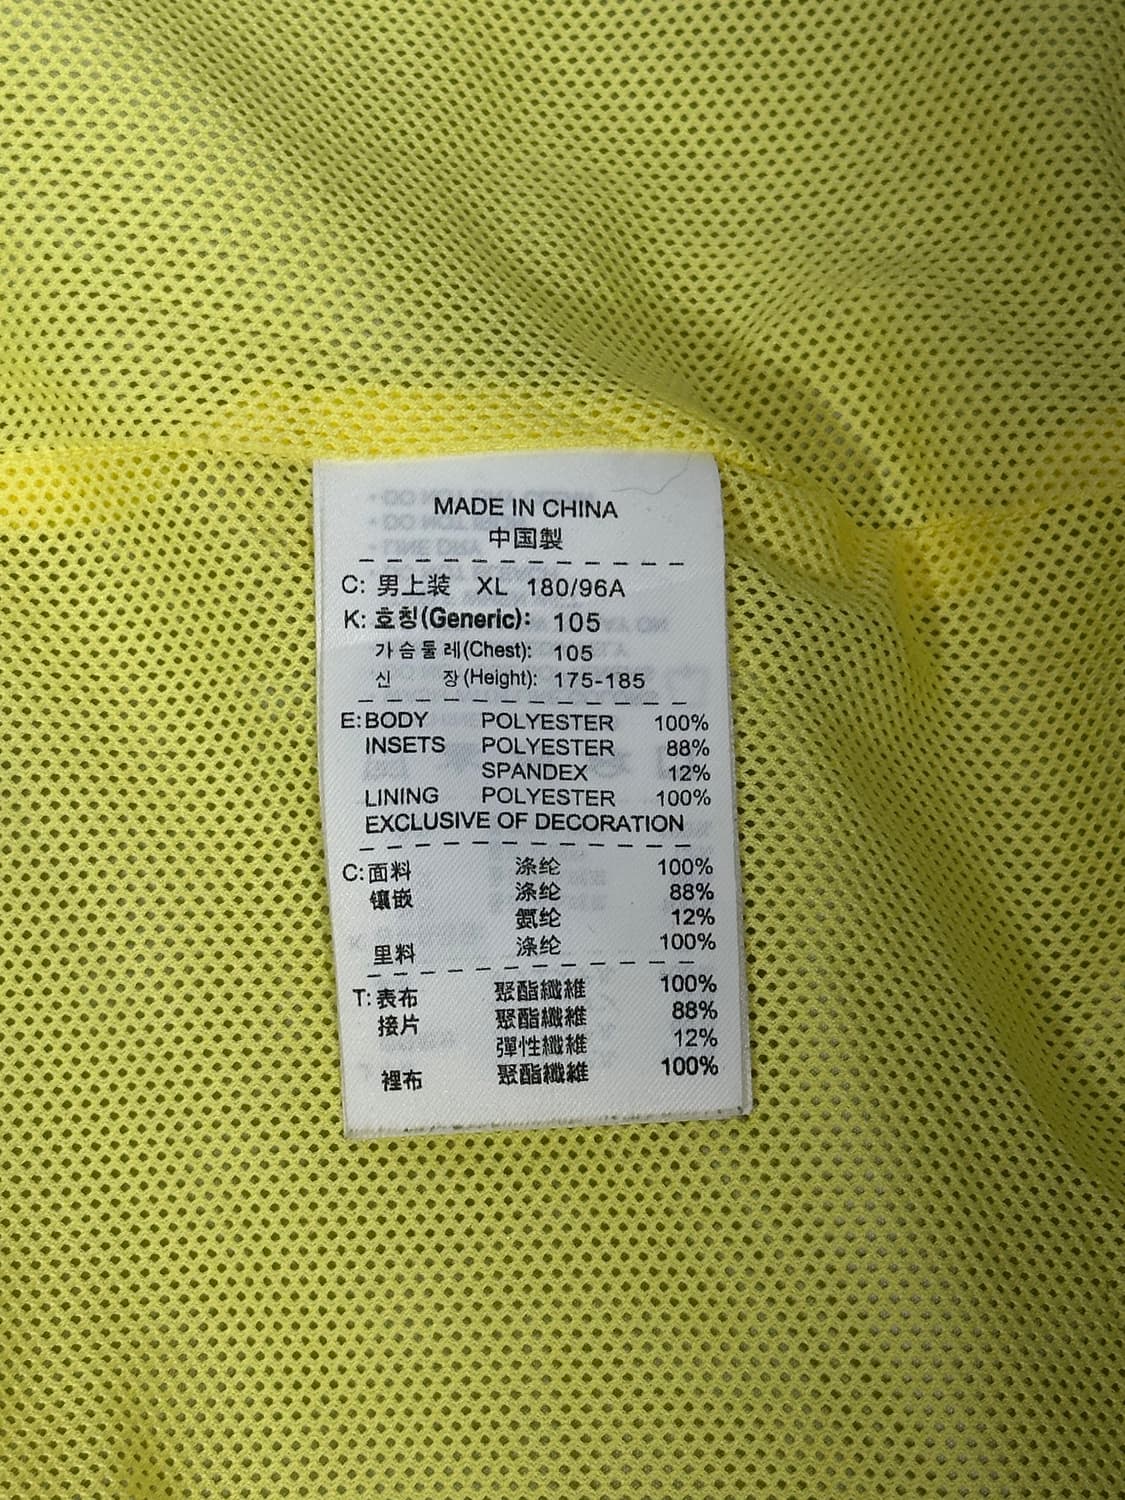 MADE IN CHINA
中国製
C: 男上装 XL 180/96A
K: 호칭(Generic): 105
가슴둘레(Chest): 105
신 장(Height): 175-185
E: BODY POLYESTER 100%
INSETS POLYESTER 88%
SPANDEX 12%
LINING POLYESTER 100%
EXCLUSIVE OF DECORATION
C: 面料 涤纶 100%
镶嵌 涤纶 88%
氨纶 12%
里料 涤纶 100%
T: 表布 聚酯纖維 100%
接片 聚酯纖維 88%
彈性纖維 12%
裡布 聚酯纖維 100%